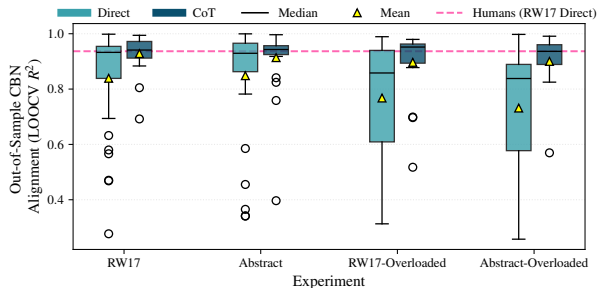 Direct CoT Median Mean Humans (RW17 Direct)
Out-of-Sample CBN
Alignment (LOOCV R²)
1.0
0.8
0.6
0.4
RW17 Abstract RW17-Overloaded Abstract-Overloaded
Experiment